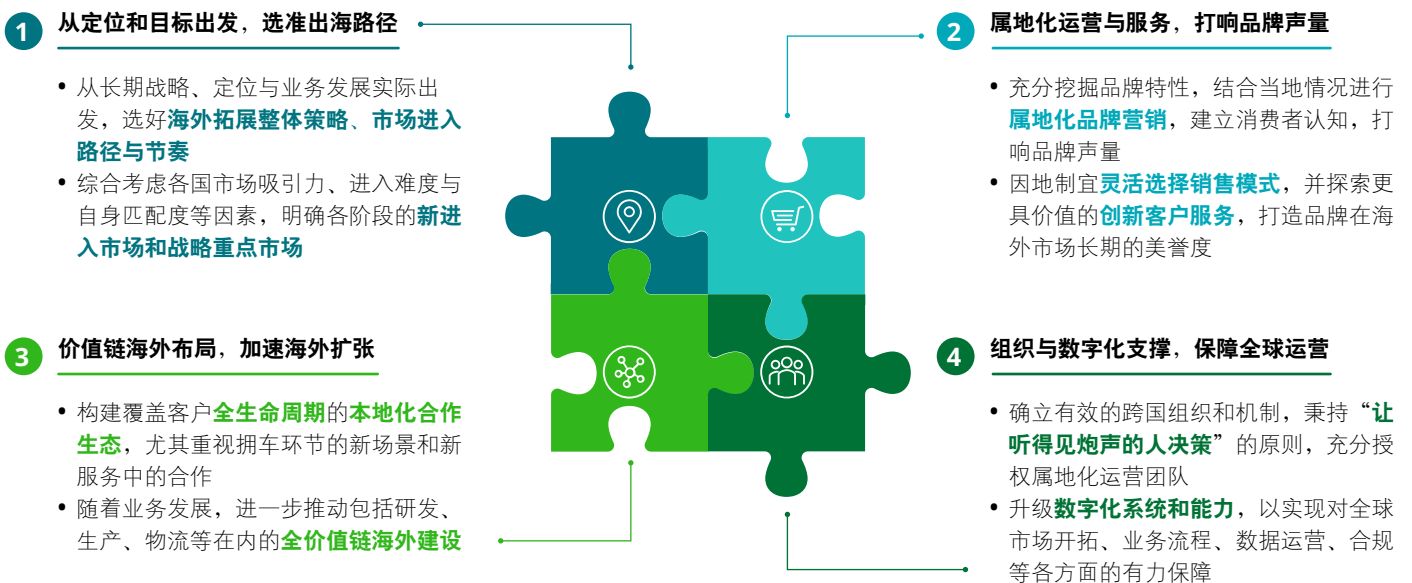 1
从定位和目标出发，选准出海路径
• 从长期战略、定位与业务发展实际出
发，选好海外拓展整体策略、市场进入
路径与节奏
• 综合考虑各国市场吸引力、进入难度与
自身匹配度等因素，明确各阶段的新进
入市场和战略重点市场
2
属地化运营与服务，打响品牌声量
• 充分挖掘品牌特性，结合当地情况进行
属地化品牌营销，建立消费者认知，打
响品牌声量
• 因地制宜灵活选择销售模式，并探索更
具价值的创新客户服务，打造品牌在海
外市场长期的美誉度
3
价值链海外布局，加速海外扩张
• 构建覆盖客户全生命周期的本地化合作
生态，尤其重视拥车环节的新场景和新
服务中的合作
• 随着业务发展，进一步推动包括研发、
生产、物流等在内的全价值链海外建设
4
组织与数字化支撑，保障全球运营
• 确立有效的跨国组织和机制，秉持“让
听得见炮声的人决策”的原则，充分授
权属地化运营团队
• 升级数字化系统和能力，以实现对全球
市场开拓、业务流程、数据运营、合规
等各方面的有力保障